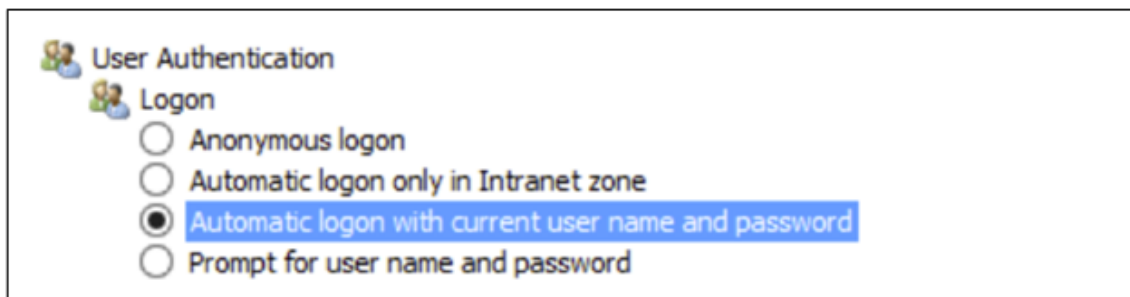 User Authentication
Logon
Anonymous logon
Automatic logon only in Intranet zone
Automatic logon with current user name and password
Prompt for user name and password